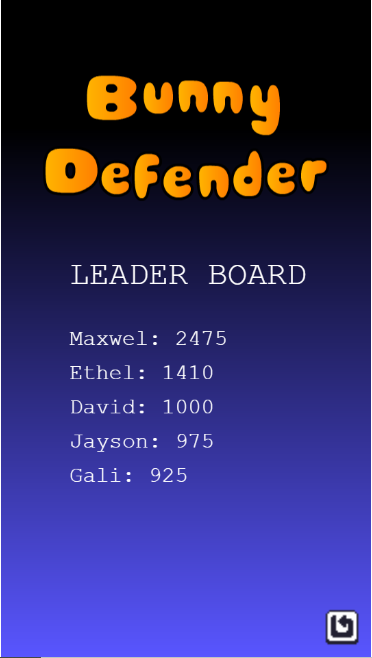 Bunny
Defender
LEADER BOARD
Maxwel: 2475
Ethel: 1410
David: 1000
Jayson: 975
Gali: 925